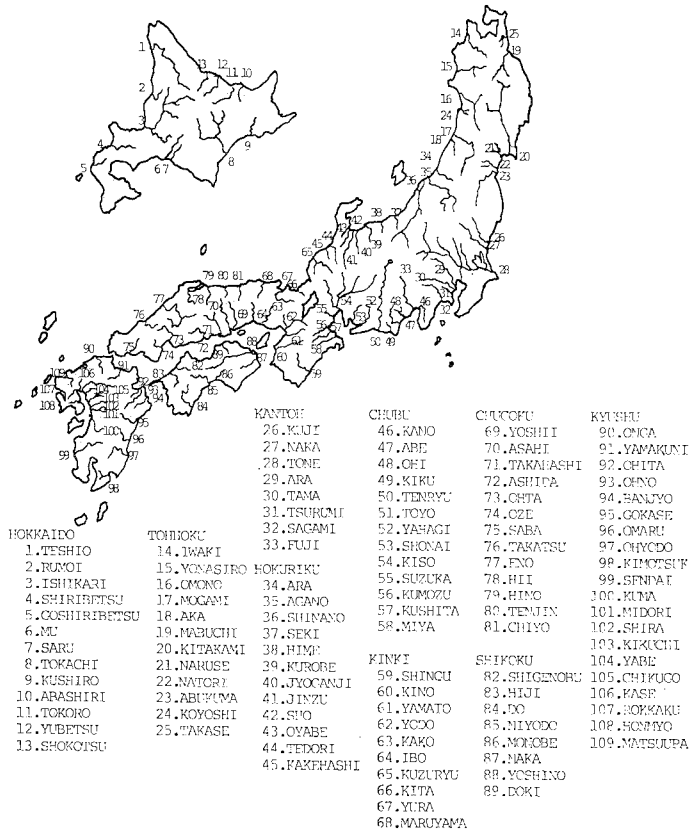 KANTOH
26.KUJI
27.NAKA
28.TONE
29.ARA
30.TAMA
31.TSURUMI
32.SAGAMI
33.FUJI
CHUBU
46.KANO
47.ABE
48.OHI
49.KIKU
50.TENRYU
51.TOYO
52.YAHAGI
53.SHONAI
54.KISO
55.SUZUKA
56.KUMOZU
57.KUSHITA
58.MIYA
CHUGOKU
69.YOSHII
70.ASAHI
71.TAKAHASHI
72.ASHIDA
73.OHTA
74.OZE
75.SABA
76.TAKATSU
77.ENO
78.HII
79.HINO
80.TENJIN
81.CHIYO
KYUSHU
90.ONGA
91.YAMAKUNI
92.OHITA
93.OHNO
94.BANJYO
95.GOKASE
96.OMARU
97.OHYODO
98.KIMOTSUK
99.SENDAI
100.KUMA
101.MIDORI
102.SHIRA
103.KIKUCHI
104.YABE
105.CHIKUGO
106.KASE
107.ROKKAKU
108.HONMYO
109.MATSUURA
HOKKAIDO
1.TESHIO
2.RUMOI
3.ISHIKARI
4.SHIRIBETSU
5.GOSHIRIBETSU
6.MU
7.SARU
8.TOKACHI
9.KUSHIRO
10.ABASHIRI
11.TOKORO
12.YUBETSU
13.SHOKOTSU
TOHHOKU
14.IWAKI
15.YONASIRO
16.OMONO
17.MOGAMI
18.AKA
19.MABUCHI
20.KITAKAMI
21.NARUSE
22.NATORI
23.ABUKUMA
24.KOYOSHI
25.TAKASE
HOKURIKU
34.ARA
35.AGANO
36.SHINANO
37.SEKI
38.HIME
39.KUROBE
40.JYOGANJI
41.JINZU
42.SHO
43.OYABE
44.TEDORI
45.KAKEHASHI
KINKI
59.SHINGU
60.KINO
61.YAMATO
62.YODO
63.KAKO
64.IBO
65.KUZURYU
66.KITA
67.YURA
68.MARUYAMA
SHIKOKU
82.SHIGENOBU
83.HIJI
84.DO
85.NIYODO
86.MONOBE
87.NAKA
88.YOSHINO
89.DOKI